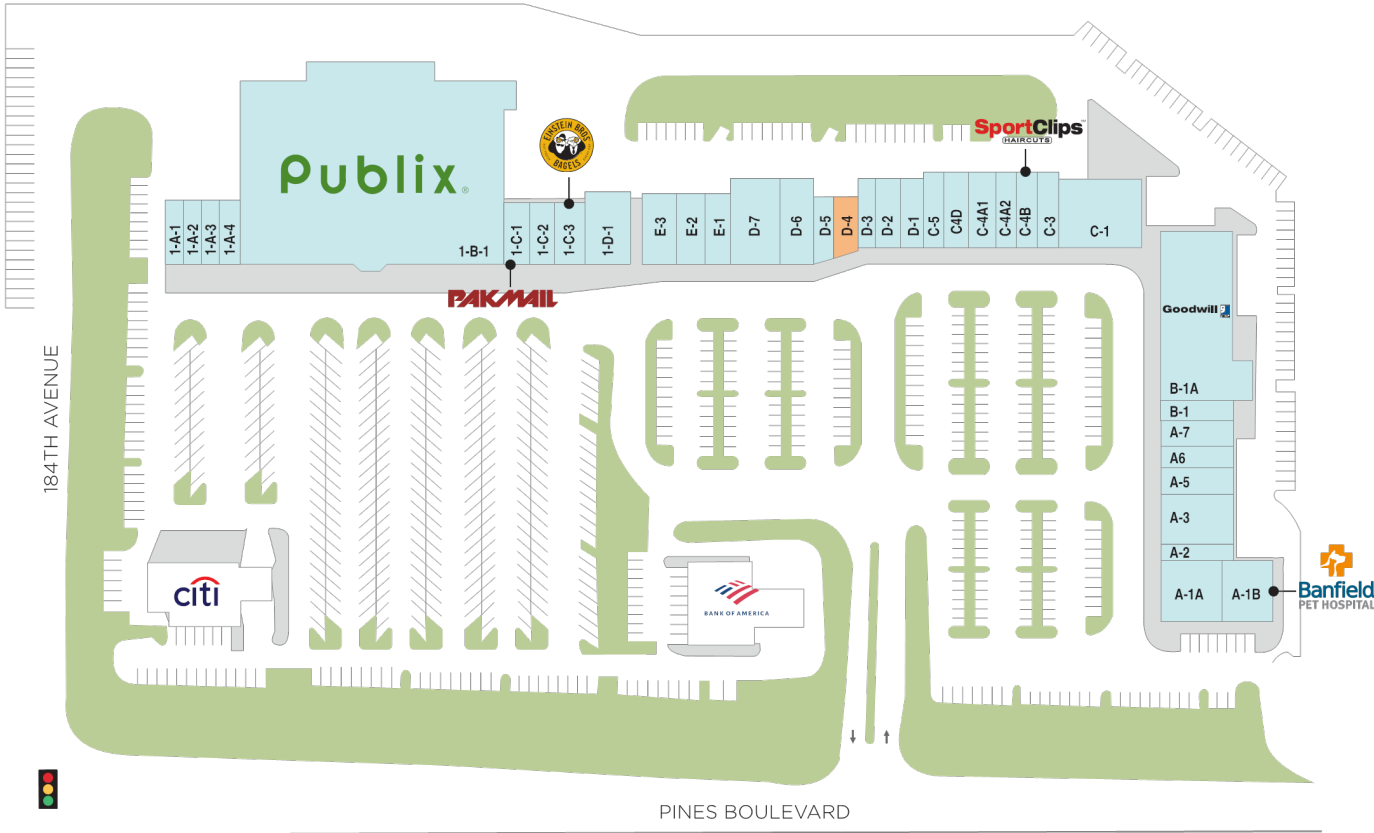 EINSTEIN BROS
BAGELS
SportClips
HAIRCUTS
Publix
1-A-1
1-A-2
1-A-3
1-A-4
1-B-1
1-C-1
1-C-2
1-C-3
1-D-1
E-3
E-2
E-1
D-7
D-6
D-5
D-4
D-3
D-2
D-1
C-5
C4D
C-4A1
C-4A2
C-4B
C-3
C-1
PAKMAIL
Goodwill
B-1A
B-1
A-7
A6
A-5
A-3
A-2
A-1A
A-1B
Banfield
PET HOSPITAL
184TH AVENUE
citi
BANK OF AMERICA
PINES BOULEVARD